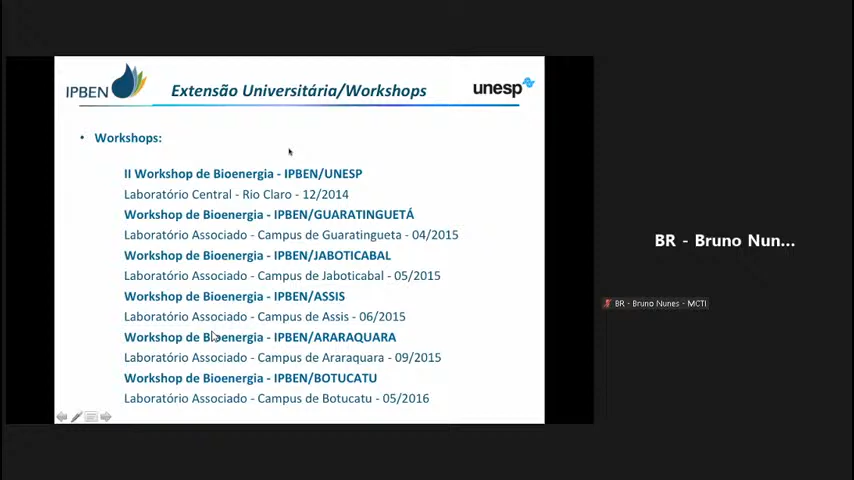 IPBEN
Extensão Universitária/Workshops
unesp
• Workshops:
II Workshop de Bioenergia - IPBEN/UNESP
Laboratório Central - Rio Claro - 12/2014
Workshop de Bioenergia - IPBEN/GUARATINGUETÁ
Laboratório Associado - Campus de Guaratingueta - 04/2015
Workshop de Bioenergia - IPBEN/JABOTICABAL
Laboratório Associado - Campus de Jaboticabal - 05/2015
Workshop de Bioenergia - IPBEN/ASSIS
Laboratório Associado - Campus de Assis - 06/2015
Workshop de Bioenergia - IPBEN/ARARAQUARA
Laboratório Associado - Campus de Araraquara - 09/2015
Workshop de Bioenergia - IPBEN/BOTUCATU
Laboratório Associado - Campus de Botucatu - 05/2016
BR - Bruno Nun...
BR - Bruno Nunes - MCTI